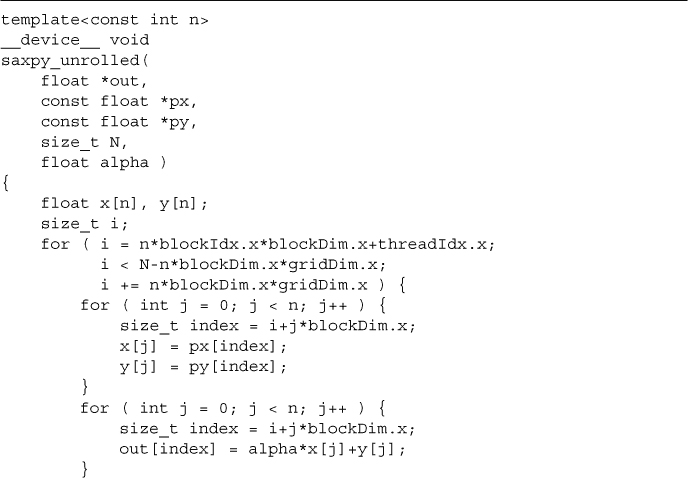 template<const int n>
__device__ void
saxpy_unrolled(
    float *out,
    const float *px,
    const float *py,
    size_t N,
    float alpha )
{
    float x[n], y[n];
    size_t i;
    for ( i = n*blockIdx.x*blockDim.x+threadIdx.x;
          i < N-n*blockDim.x*gridDim.x;
          i += n*blockDim.x*gridDim.x ) {
        for ( int j = 0; j < n; j++ ) {
            size_t index = i+j*blockDim.x;
            x[j] = px[index];
            y[j] = py[index];
        }
        for ( int j = 0; j < n; j++ ) {
            size_t index = i+j*blockDim.x;
            out[index] = alpha*x[j]+y[j];
        }